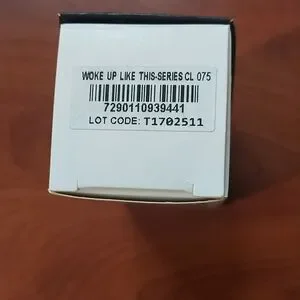 WOKE UP LIKE THIS-SERIES CL 075
7290110939441
LOT CODE: T1702511